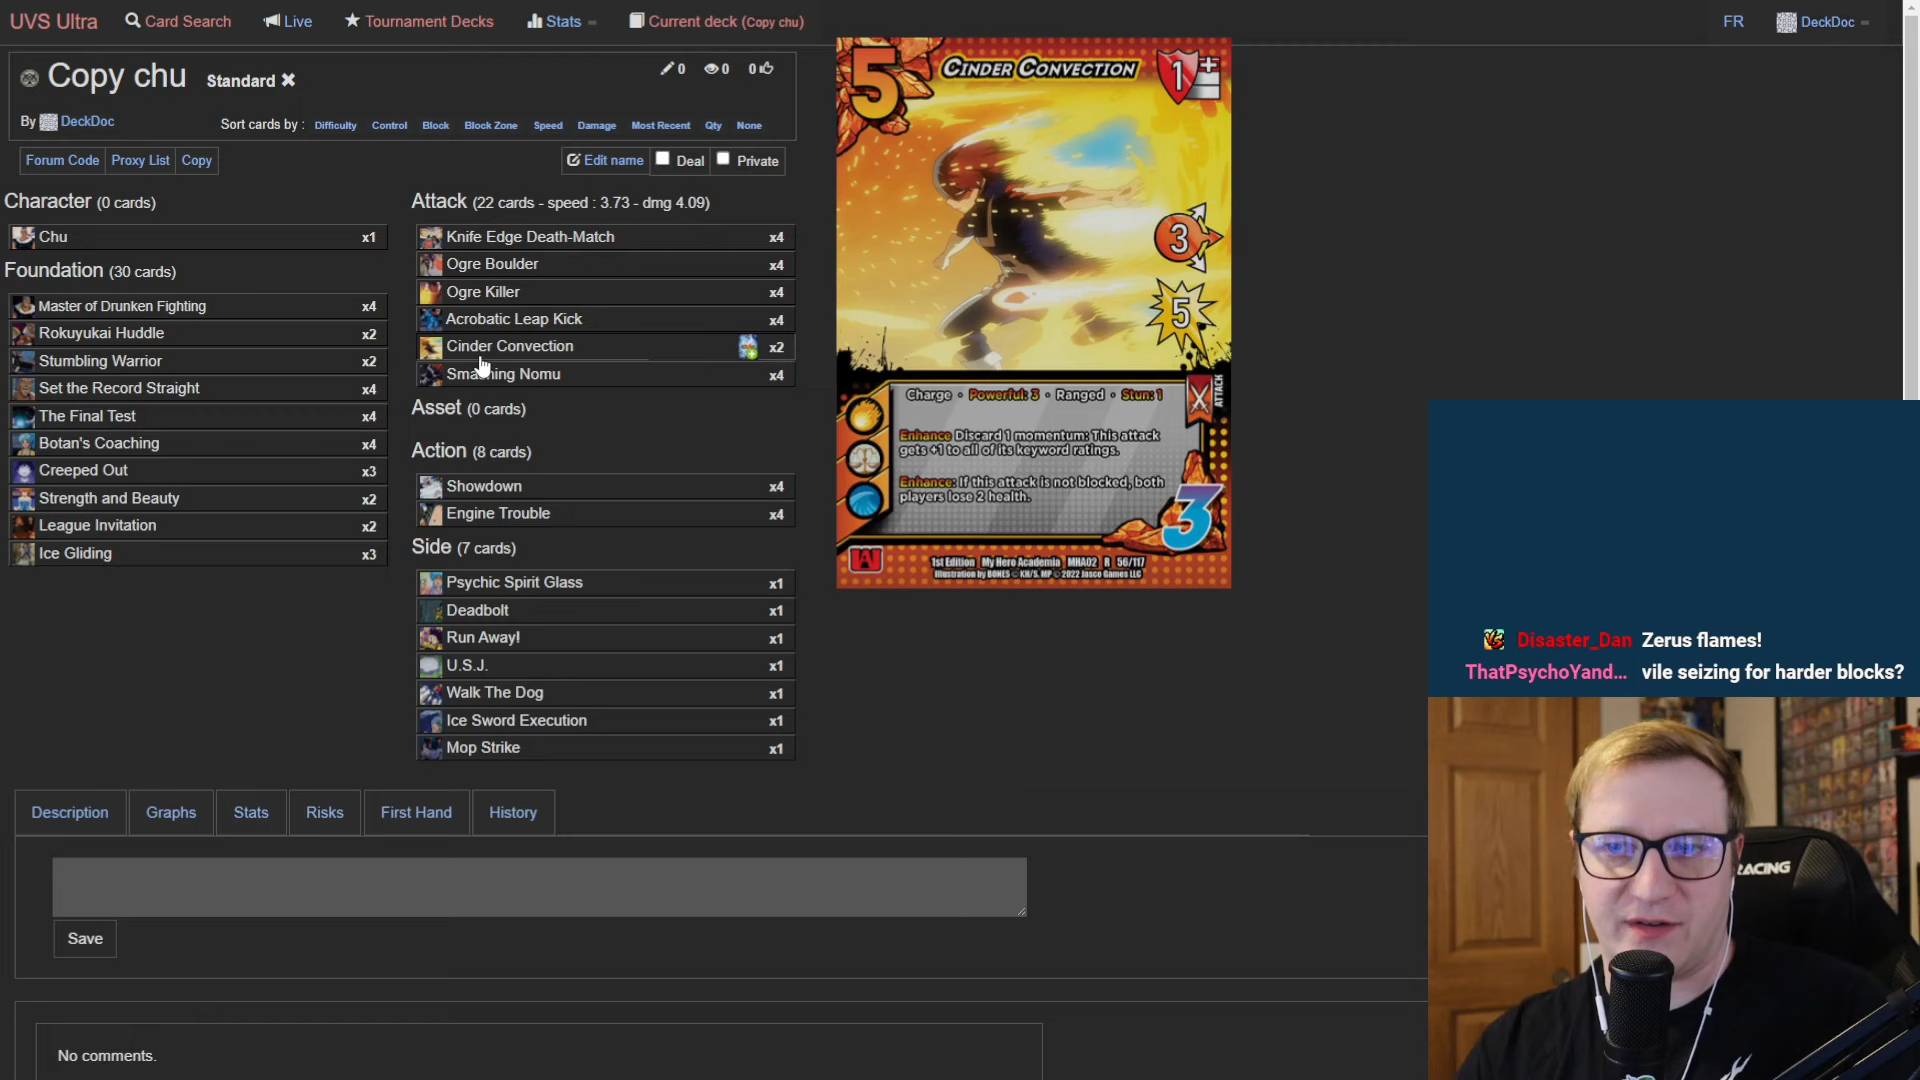 UVS Ultra Card Search Live Tournament Decks Stats Current deck (Copy chu) FR DeckDoc
Copy chu Standard 0 0 0
By DeckDoc Sort cards by : Difficulty Control Block Block Zone Speed Damage Most Recent Qty None
Forum Code Proxy List Copy Edit name Deal Private
Character (0 cards)
Chu x1
Foundation (30 cards)
Master of Drunken Fighting x4
Rokuyukai Huddle x2
Stumbling Warrior x2
Set the Record Straight x4
The Final Test x4
Botan's Coaching x4
Creeped Out x3
Strength and Beauty x2
League Invitation x2
Ice Gliding x3
Attack (22 cards - speed : 3.73 - dmg 4.09)
Knife Edge Death-Match x4
Ogre Boulder x4
Ogre Killer x4
Acrobatic Leap Kick x4
Cinder Convection x2
Smashing Nomu x4
Asset (0 cards)
Action (8 cards)
Showdown x4
Engine Trouble x4
Side (7 cards)
Psychic Spirit Glass x1
Deadbolt x1
Run Away! x1
U.S.J. x1
Walk The Dog x1
Ice Sword Execution x1
Mop Strike x1
5 Cinder Convection 1 +
3
5
Charge • Powerful: 3 • Ranged • Stun: 1
ATTACK
Enhance Discard 1 momentum: This attack
gets +1 to all of its keyword ratings.
Enhance: If this attack is not blocked, both
players lose 2 health.
3
1st Edition My Hero Academia MHA02 R 56/117
Illustration by BONES © KH/S, MP © 2022 Jasco Games LLC
Disaster_Dan Zerus flames!
ThatPsychoYand... vile seizing for harder blocks?
RACING
Description Graphs Stats Risks First Hand History
Save
No comments.